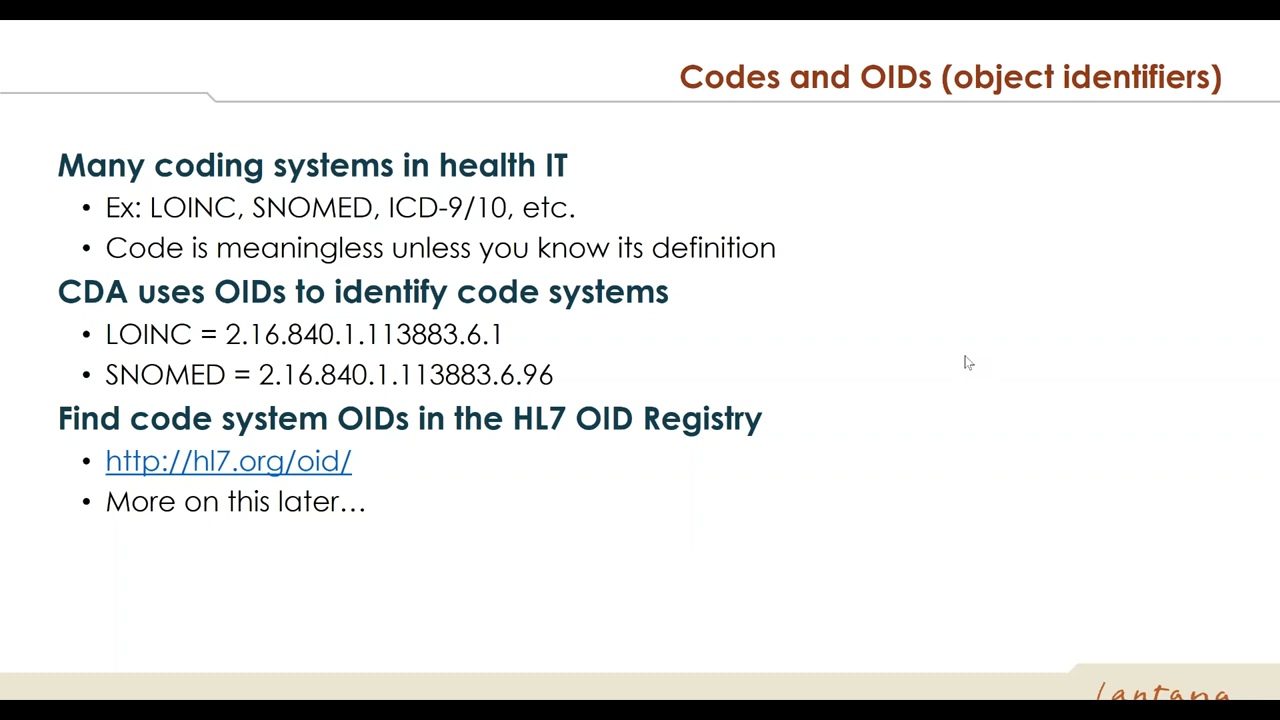 Codes and OIDs (object identifiers)
Many coding systems in health IT
• Ex: LOINC, SNOMED, ICD-9/10, etc.
• Code is meaningless unless you know its definition
CDA uses OIDs to identify code systems
• LOINC = 2.16.840.1.113883.6.1
• SNOMED = 2.16.840.1.113883.6.96
Find code system OIDs in the HL7 OID Registry
• http://hl7.org/oid/
• More on this later…
lantana